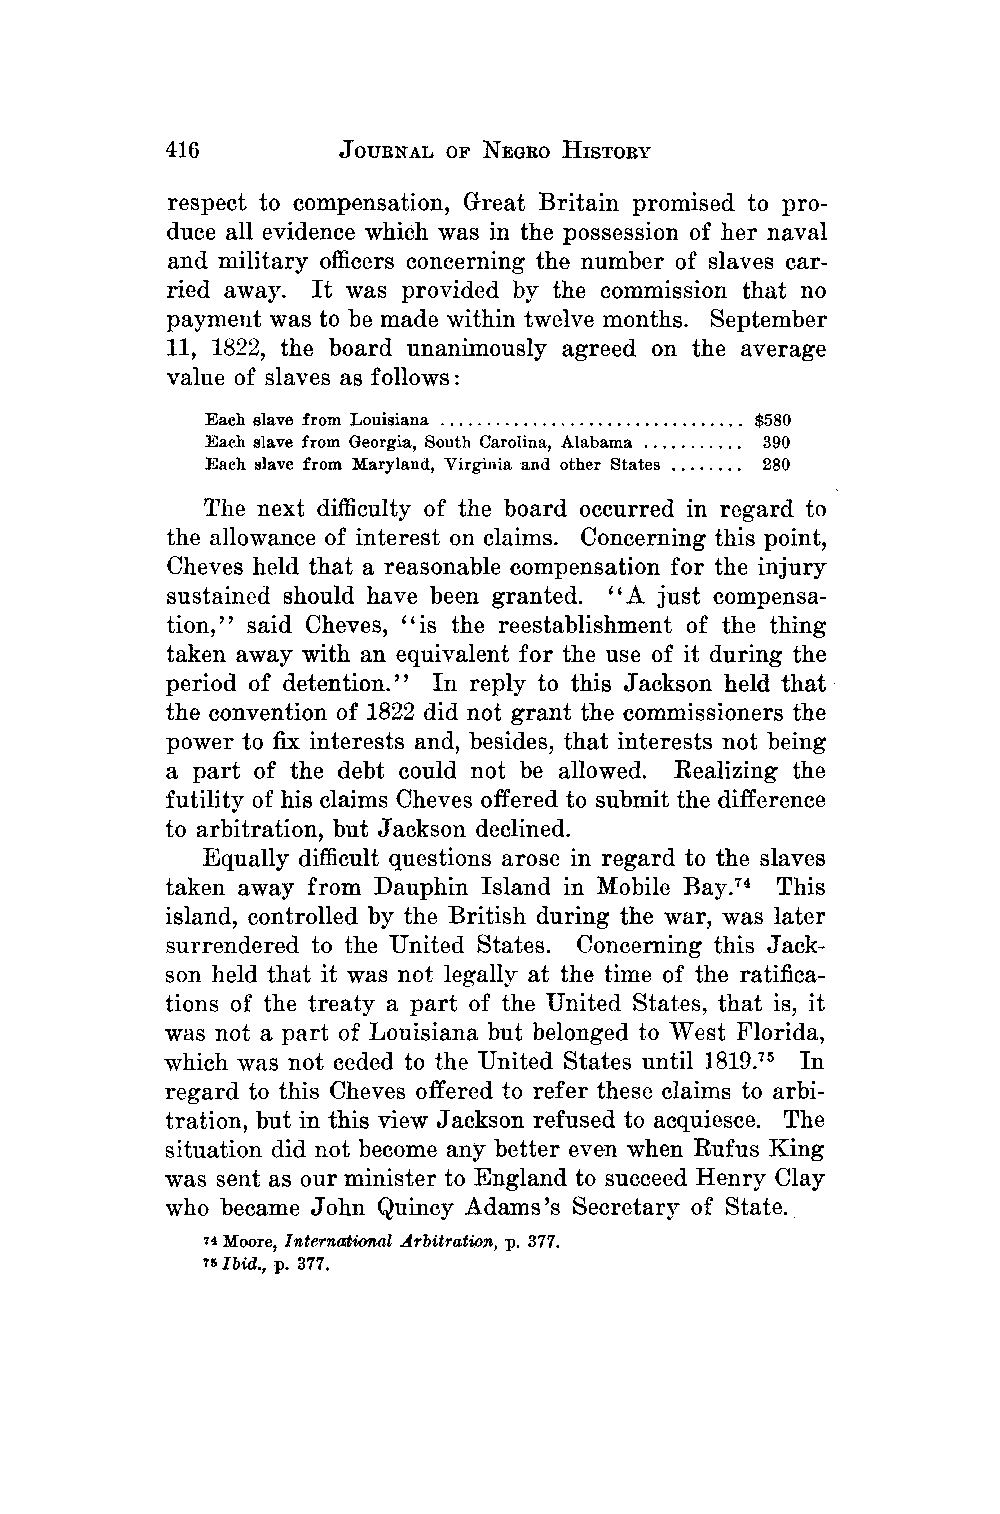 416 JOURNAL OF NEGRO HISTORY
respect to compensation, Great Britain promised to pro-
duce all evidence which was in the possession of her naval
and military officers concerning the number of slaves car-
ried away. It was provided by the commission that no
payment was to be made within twelve months. September
11, 1822, the board unanimously agreed on the average
value of slaves as follows:
Each slave from Louisiana ................................. $580
Each slave from Georgia, South Carolina, Alabama ........... 390
Each slave from Maryland, Virginia and other States ........ 280
The next difficulty of the board occurred in regard to
the allowance of interest on claims. Concerning this point,
Cheves held that a reasonable compensation for the injury
sustained should have been granted. ‘‘A just compensa-
tion,’’ said Cheves, ‘‘is the reestablishment of the thing
taken away with an equivalent for the use of it during the
period of detention.’’ In reply to this Jackson held that
the convention of 1822 did not grant the commissioners the
power to fix interests and, besides, that interests not being
a part of the debt could not be allowed. Realizing the
futility of his claims Cheves offered to submit the difference
to arbitration, but Jackson declined.
Equally difficult questions arose in regard to the slaves
taken away from Dauphin Island in Mobile Bay.⁷⁴ This
island, controlled by the British during the war, was later
surrendered to the United States. Concerning this Jack-
son held that it was not legally at the time of the ratifica-
tions of the treaty a part of the United States, that is, it
was not a part of Louisiana but belonged to West Florida,
which was not ceded to the United States until 1819.⁷⁵ In
regard to this Cheves offered to refer these claims to arbi-
tration, but in this view Jackson refused to acquiesce. The
situation did not become any better even when Rufus King
was sent as our minister to England to succeed Henry Clay
who became John Quincy Adams's Secretary of State.
⁷⁴ Moore, International Arbitration, p. 377.
⁷⁵ Ibid., p. 377.